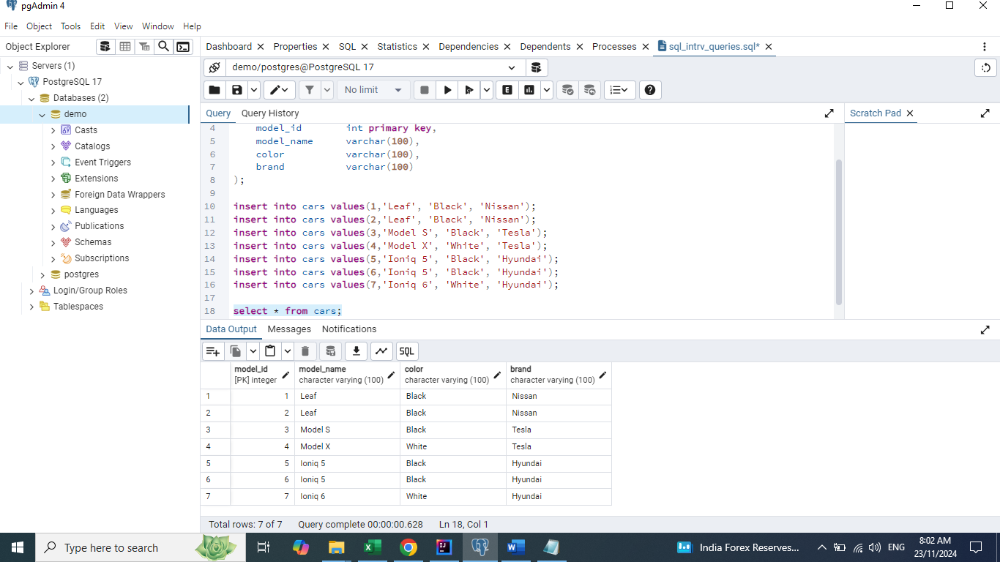 pgAdmin 4
File Object Tools Edit View Window Help
Object Explorer
Dashboard Properties SQL Statistics Dependencies Dependents Processes sql_intrv_queries.sql*
Servers (1)
PostgreSQL 17
Databases (2)
demo
Casts
Catalogs
Event Triggers
Extensions
Foreign Data Wrappers
Languages
Publications
Schemas
Subscriptions
postgres
Login/Group Roles
Tablespaces
demo/postgres@PostgreSQL 17
No limit
E
Query Query History
Scratch Pad
4 model_id int primary key,
5 model_name varchar(100),
6 color varchar(100),
7 brand varchar(100)
8 );
9
10 insert into cars values(1,'Leaf', 'Black', 'Nissan');
11 insert into cars values(2,'Leaf', 'Black', 'Nissan');
12 insert into cars values(3,'Model S', 'Black', 'Tesla');
13 insert into cars values(4,'Model X', 'White', 'Tesla');
14 insert into cars values(5,'Ioniq 5', 'Black', 'Hyundai');
15 insert into cars values(6,'Ioniq 5', 'Black', 'Hyundai');
16 insert into cars values(7,'Ioniq 6', 'White', 'Hyundai');
17
18 select * from cars;
Data Output Messages Notifications
SQL
model_id model_name color brand
[PK] integer character varying (100) character varying (100) character varying (100)
1 1 Leaf Black Nissan
2 2 Leaf Black Nissan
3 3 Model S Black Tesla
4 4 Model X White Tesla
5 5 Ioniq 5 Black Hyundai
6 6 Ioniq 5 Black Hyundai
7 7 Ioniq 6 White Hyundai
Total rows: 7 of 7 Query complete 00:00:00.628 Ln 18, Col 1
Type here to search
India Forex Reserves...
ENG
8:02 AM
23/11/2024